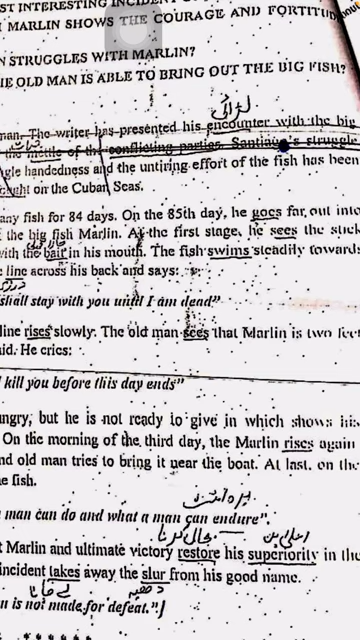 ST INTERESTING INCIDENT
MARLIN SHOWS THE COURAGE AND FORTITUD
N STRUGGLES WITH MARLIN?
HE OLD MAN IS ABLE TO BRING OUT THE BIG FISH?
لڑائی
man. The writer has presented his encounter with the big
the mettle of the conflicting parties. Santiago's struggle
gle handedness and the untiring effort of the fish has been
ught on the Cuban Seas.
any fish for 84 days. On the 85th day, he goes far out into
the big fish Marlin. At the first stage, he sees the stick
with the bait in his mouth. The fish swims steadily towards
line across his back and says:
shall stay with you until I am dead"
line rises slowly. The old man sees that Marlin is two feet
aid. He cries:
kill you before this day ends"
ungry, but he is not ready to give in which shows his
On the morning of the third day, the Marlin rises again
nd old man tries to bring it near the boat. At last, on the
e fish.
man can do and what a man can endure".
بحال کرنا
t Marlin and ultimate victory restore his superiority in the
incident takes away the slur from his good name.
دھبہ
n is not made for defeat."]